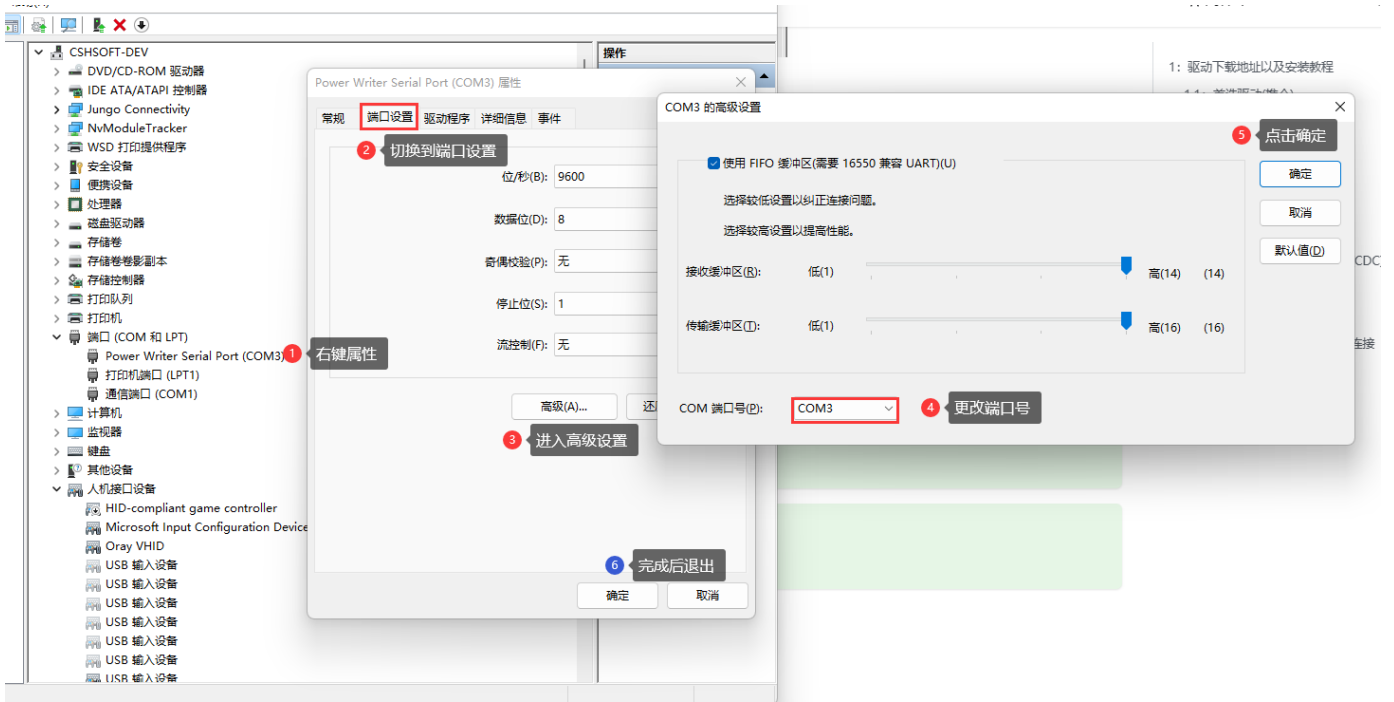 CSHSOFT-DEV
DVD/CD-ROM 驱动器
IDE ATA/ATAPI 控制器
Jungo Connectivity
NvModuleTracker
WSD 打印提供程序
安全设备
便携设备
处理器
磁盘驱动器
存储卷
存储卷卷影副本
存储控制器
打印队列
打印机
端口 (COM 和 LPT)
Power Writer Serial Port (COM3)
打印机端口 (LPT1)
通信端口 (COM1)
计算机
监视器
键盘
其他设备
人机接口设备
HID-compliant game controller
Microsoft Input Configuration Device
Oray VHID
USB 输入设备
USB 输入设备
USB 输入设备
USB 输入设备
USB 输入设备
USB 输入设备
USB 输入设备
1 右键属性
操作
Power Writer Serial Port (COM3) 属性
常规 端口设置 驱动程序 详细信息 事件
2 切换到端口设置
位/秒(B): 9600
数据位(D): 8
奇偶校验(P): 无
停止位(S): 1
流控制(F): 无
高级(A)... 还
3 进入高级设置
6 完成后退出
确定 取消
COM3 的高级设置
5 点击确定
使用 FIFO 缓冲区(需要 16550 兼容 UART)(U)
确定
选择较低设置以纠正连接问题。
取消
选择较高设置以提高性能。
默认值(D)
接收缓冲区(R): 低(1) 高(14) (14)
传输缓冲区(T): 低(1) 高(16) (16)
COM 端口号(P): COM3
4 更改端口号
1: 驱动下载地址以及安装教程
CDC)
连接